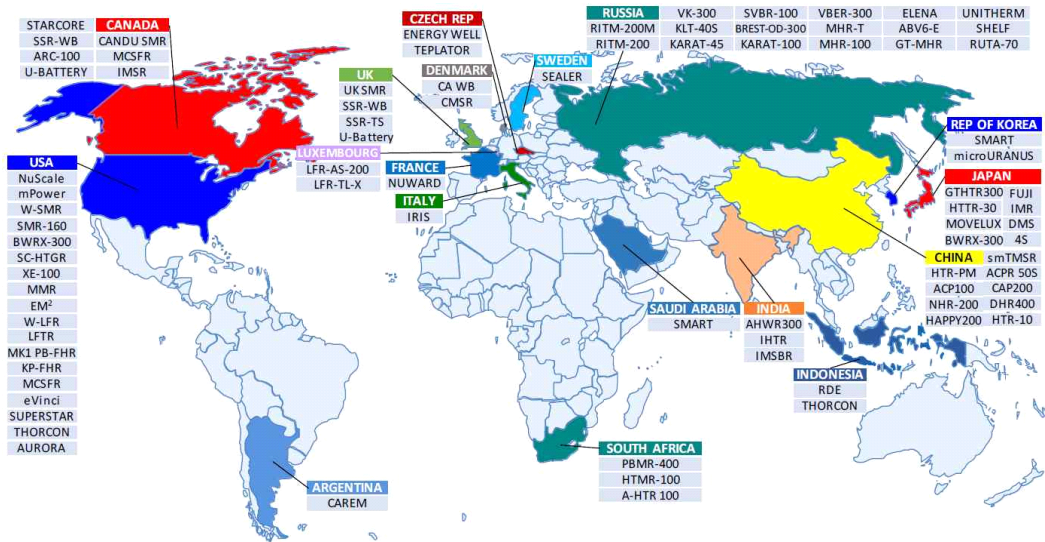 STARCORE CANADA
SSR-WB CANDU SMR
ARC-100 MCSFR
U-BATTERY IMSR
USA
NuScale
mPower
W-SMR
SMR-160
BWRX-300
SC-HTGR
XE-100
MMR
EM²
W-LFR
LFTR
MK1 PB-FHR
KP-FHR
MCSFR
eVinci
SUPERSTAR
THORCON
AURORA
ARGENTINA
CAREM
UK
UK SMR
SSR-WB
SSR-TS
U-Battery
LUXEMBOURG
LFR-AS-200
LFR-TL-X
CZECH REP
ENERGY WELL
TEPLATOR
DENMARK
CA WB
CMSR
FRANCE
NUWARD
ITALY
IRIS
SWEDEN
SEALER
RUSSIA VK-300 SVBR-100 VBER-300 ELENA UNITHERM
RITM-200M KLT-40S BREST-OD-300 MHR-T ABV6-E SHELF
RITM-200 KARAT-45 KARAT-100 MHR-100 GT-MHR RUTA-70
REP OF KOREA
SMART
microURANUS
JAPAN
GTHTR300 FUJI
HTTR-30 IMR
MOVELUX DMS
BWRX-300 4S
CHINA smTMSR
HTR-PM ACPR 50S
ACP100 CAP200
NHR-200 DHR400
HAPPY200 HTR-10
SAUDI ARABIA
SMART
INDIA
AHWR300
IHTR
IMSBR
INDONESIA
RDE
THORCON
SOUTH AFRICA
PBMR-400
HTMR-100
A-HTR 100